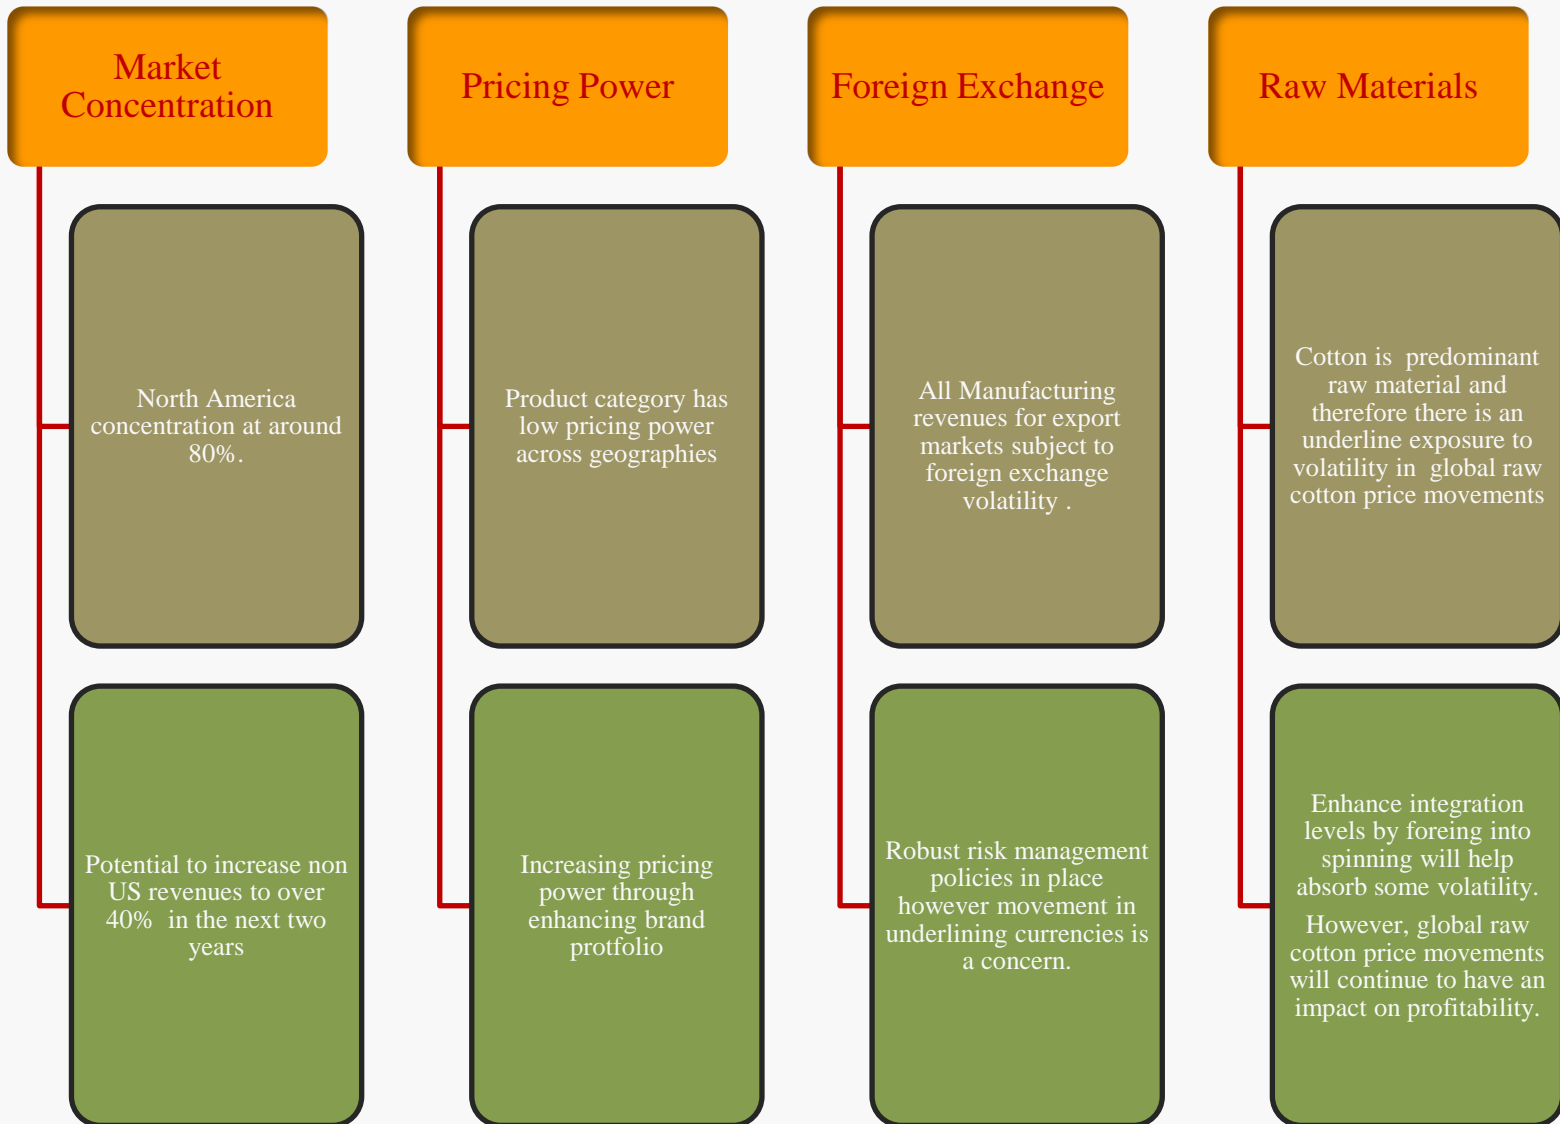 Market
Concentration
North America
concentration at around
80%.
Potential to increase non
US revenues to over
40%  in the next two
years
Pricing Power
Product category has
low pricing power
across geographies
Increasing pricing
power through
enhancing brand
protfolio
Foreign Exchange
All Manufacturing
revenues for export
markets subject to
foreign exchange
volatility .
Robust risk management
policies in place
however movement in
underlining currencies is
a concern.
Raw Materials
Cotton is  predominant
raw material and
therefore there is an
underline exposure to
volatility in  global raw
cotton price movements
Enhance integration
levels by foreing into
spinning will help
absorb some volatility.
However, global raw
cotton price movements
will continue to have an
impact on profitability.